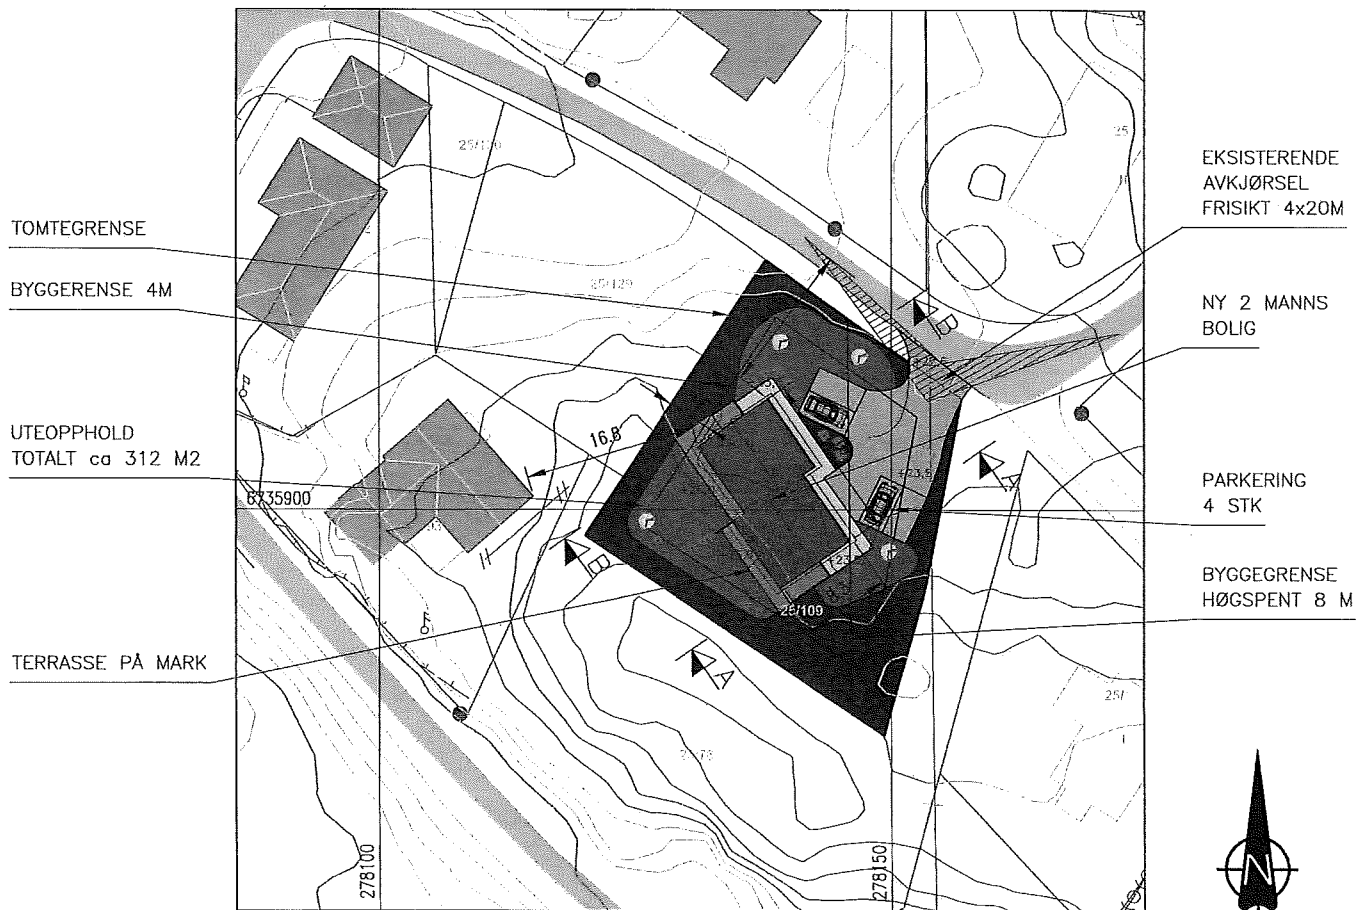 TOMTEGRENSE
BYGGERENSE 4M
UTEOPPHOLD
TOTALT ca 312 M2
TERRASSE PÅ MARK
EKSISTERENDE
AVKJØRSEL
FRISIKT 4x20M
NY 2 MANNS
BOLIG
PARKERING
4 STK
BYGGEGRENSE
HØGSPENT 8 M
25/129
16.8
6735900
25/109
278100
278150
B
A
B
A
25/
N